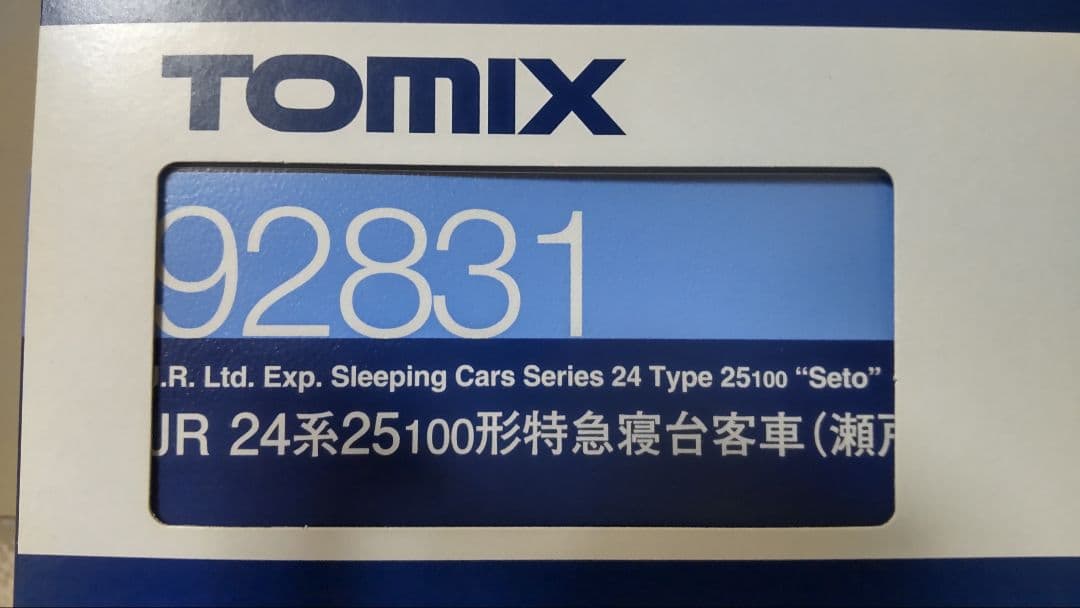 TOMIX
92831
.R. Ltd. Exp. Sleeping Cars Series 24 Type 25100 “Seto”
JR 24系25100形特急寝台客車(瀬戸